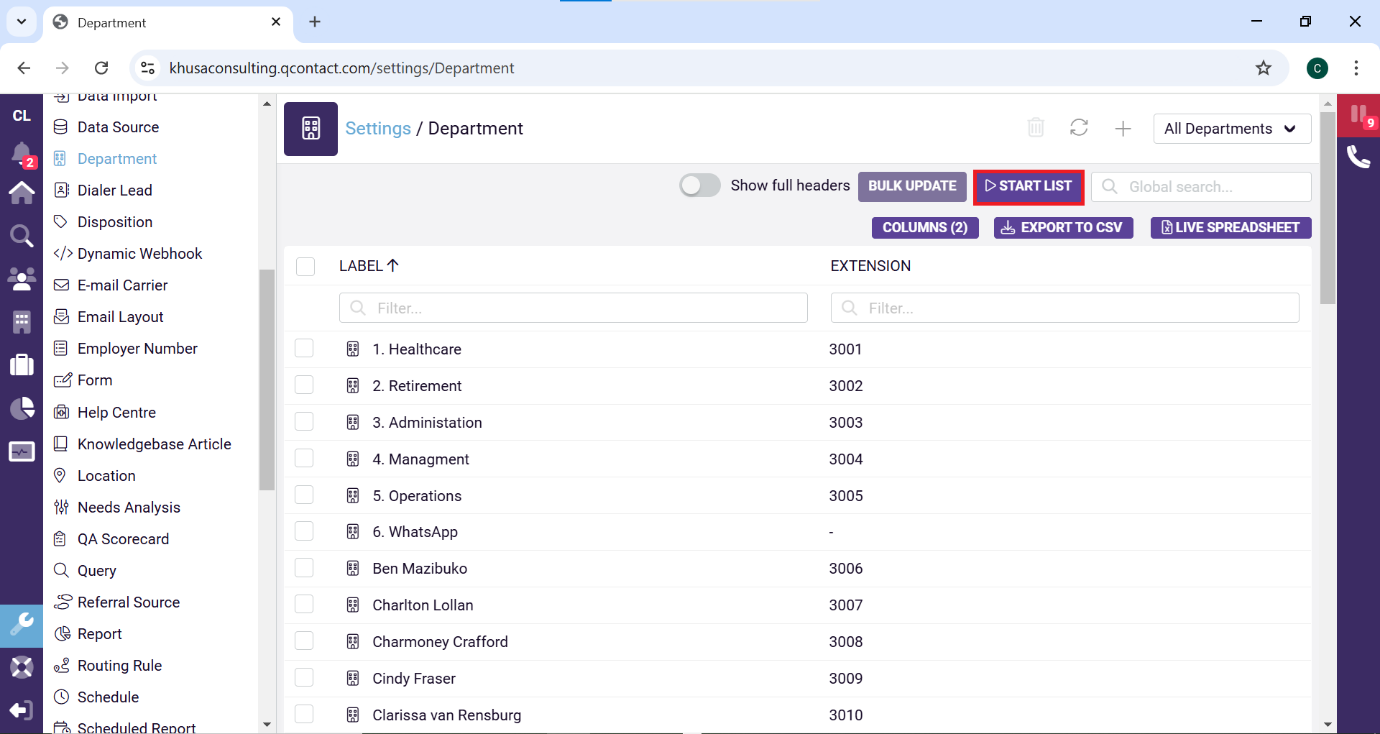 Department
khusaconsulting.qcontact.com/settings/Department
C
CL
2
9
Data Import
Data Source
Department
Dialer Lead
Disposition
Dynamic Webhook
E-mail Carrier
Email Layout
Employer Number
Form
Help Centre
Knowledgebase Article
Location
Needs Analysis
QA Scorecard
Query
Referral Source
Report
Routing Rule
Schedule
Scheduled Report
Settings / Department
All Departments
Show full headers BULK UPDATE START LIST Global search...
COLUMNS (2) EXPORT TO CSV LIVE SPREADSHEET
LABEL EXTENSION
Filter... Filter...
1. Healthcare 3001
2. Retirement 3002
3. Administation 3003
4. Managment 3004
5. Operations 3005
6. WhatsApp -
Ben Mazibuko 3006
Charlton Lollan 3007
Charmoney Crafford 3008
Cindy Fraser 3009
Clarissa van Rensburg 3010